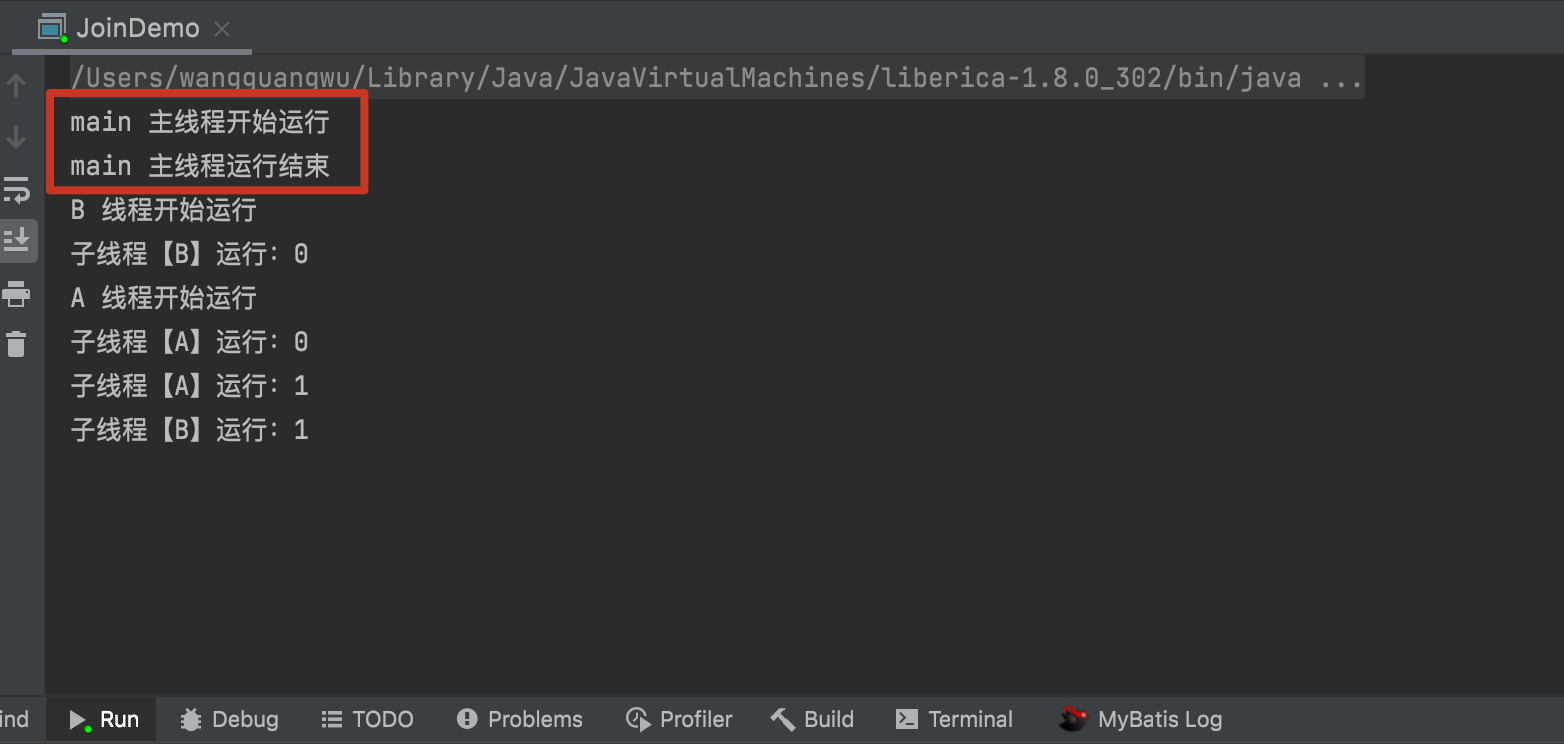 JoinDemo
/Users/wangguangwu/Library/Java/JavaVirtualMachines/liberica-1.8.0_302/bin/java ...
main 主线程开始运行
main 主线程运行结束
B 线程开始运行
子线程【B】运行：0
A 线程开始运行
子线程【A】运行：0
子线程【A】运行：1
子线程【B】运行：1
ind Run Debug TODO Problems Profiler Build Terminal MyBatis Log